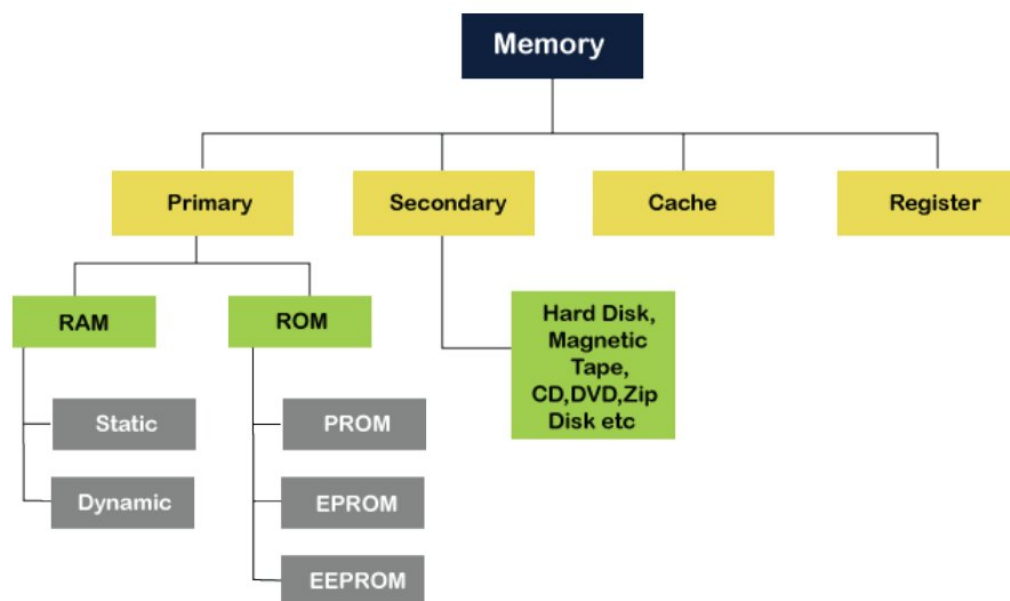 Memory
Primary
Secondary
Cache
Register
RAM
ROM
Hard Disk,
Magnetic
Tape,
CD,DVD,Zip
Disk etc
Static
PROM
Dynamic
EPROM
EEPROM